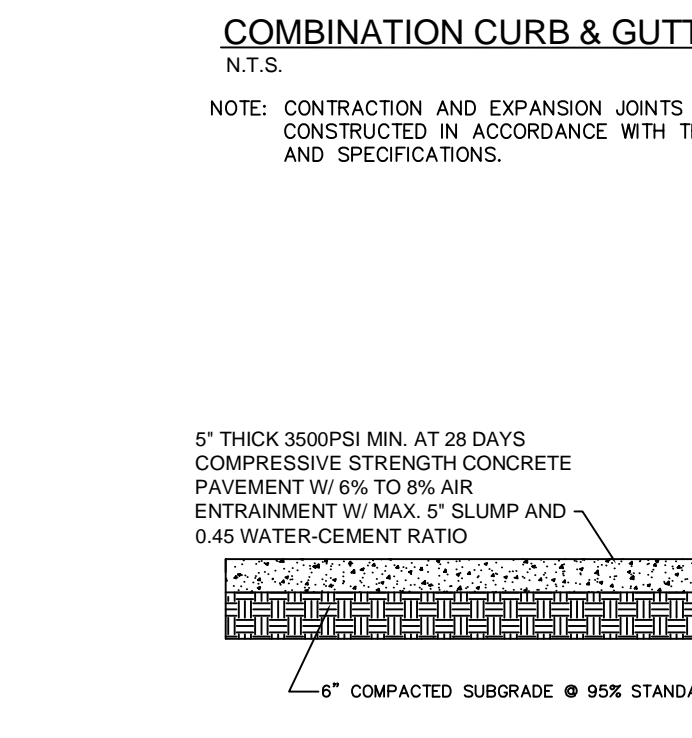 COMBINATION CURB & GUTT
N.T.S.
NOTE: CONTRACTION AND EXPANSION JOINTS
CONSTRUCTED IN ACCORDANCE WITH
AND SPECIFICATIONS.
5" THICK 3500PSI MIN. AT 28 DAYS
COMPRESSIVE STRENGTH CONCRETE
PAVEMENT W/ 6% TO 8% AIR
ENTRAINMENT W/ MAX. 5" SLUMP AND
0.45 WATER-CEMENT RATIO
6" COMPACTED SUBGRADE @ 95% STANDA